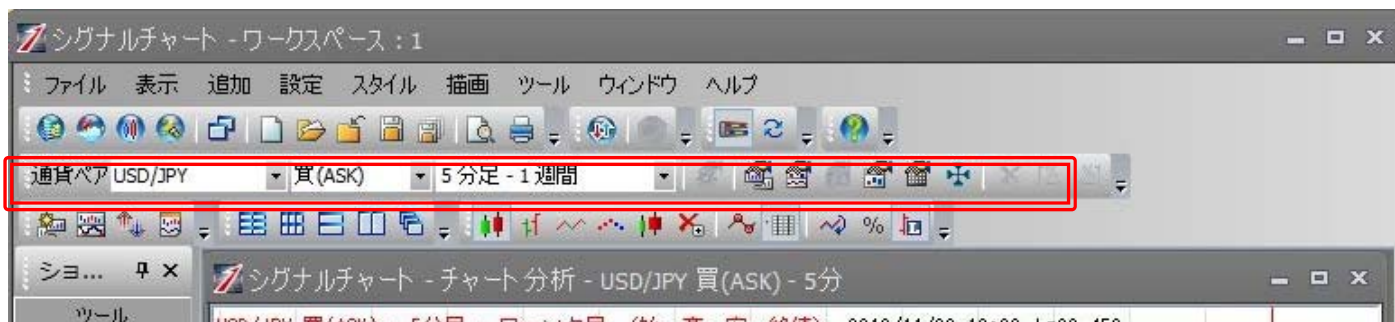 シグナルチャート - ワークスペース : 1
ファイル 表示 追加 設定 スタイル 描画 ツール ウィンドウ ヘルプ
通貨ペア USD/JPY 買(ASK) 5分足 - 1週間
%
ショ...
シグナルチャート - チャート分析 - USD/JPY 買(ASK) - 5分
ツール